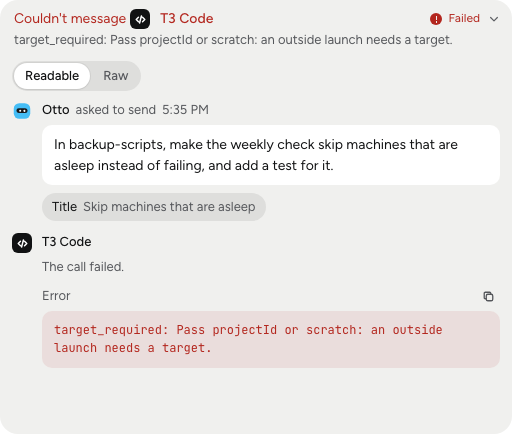 Couldn't message T3 Code Failed
target_required: Pass projectId or scratch: an outside launch needs a target.
Readable Raw
Otto asked to send 5:35 PM
In backup-scripts, make the weekly check skip machines that are
asleep instead of failing, and add a test for it.
Title Skip machines that are asleep
T3 Code
The call failed.
Error
target_required: Pass projectId or scratch: an outside
launch needs a target.